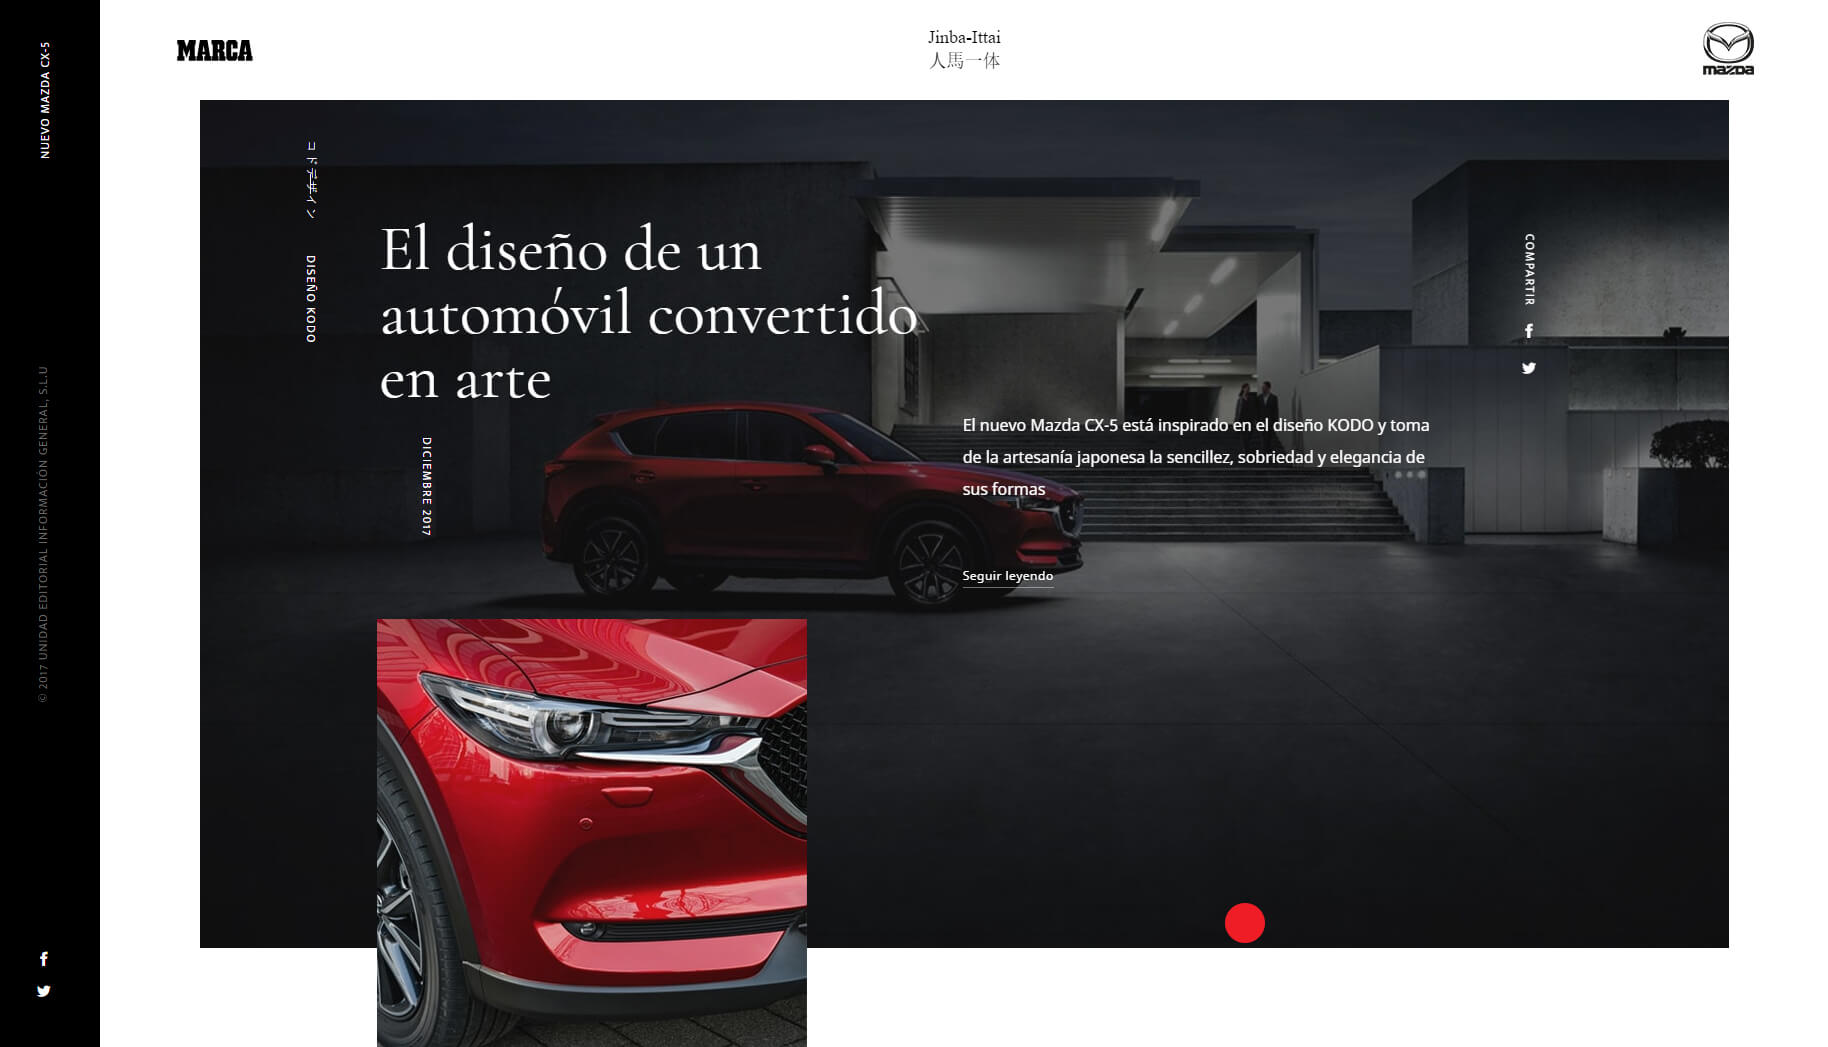 NUEVO MAZDA CX-5
© 2017 UNIDAD EDITORIAL INFORMACIÓN GENERAL, S.L.U
MARCA
Jinba-Ittai
人馬一体
mazda
コドデザイン
DISEÑO KODO
El diseño de un
automóvil convertido
en arte
DICIEMBRE 2017
El nuevo Mazda CX-5 está inspirado en el diseño KODO y toma
de la artesanía japonesa la sencillez, sobriedad y elegancia de
sus formas
Seguir leyendo
COMPARTIR